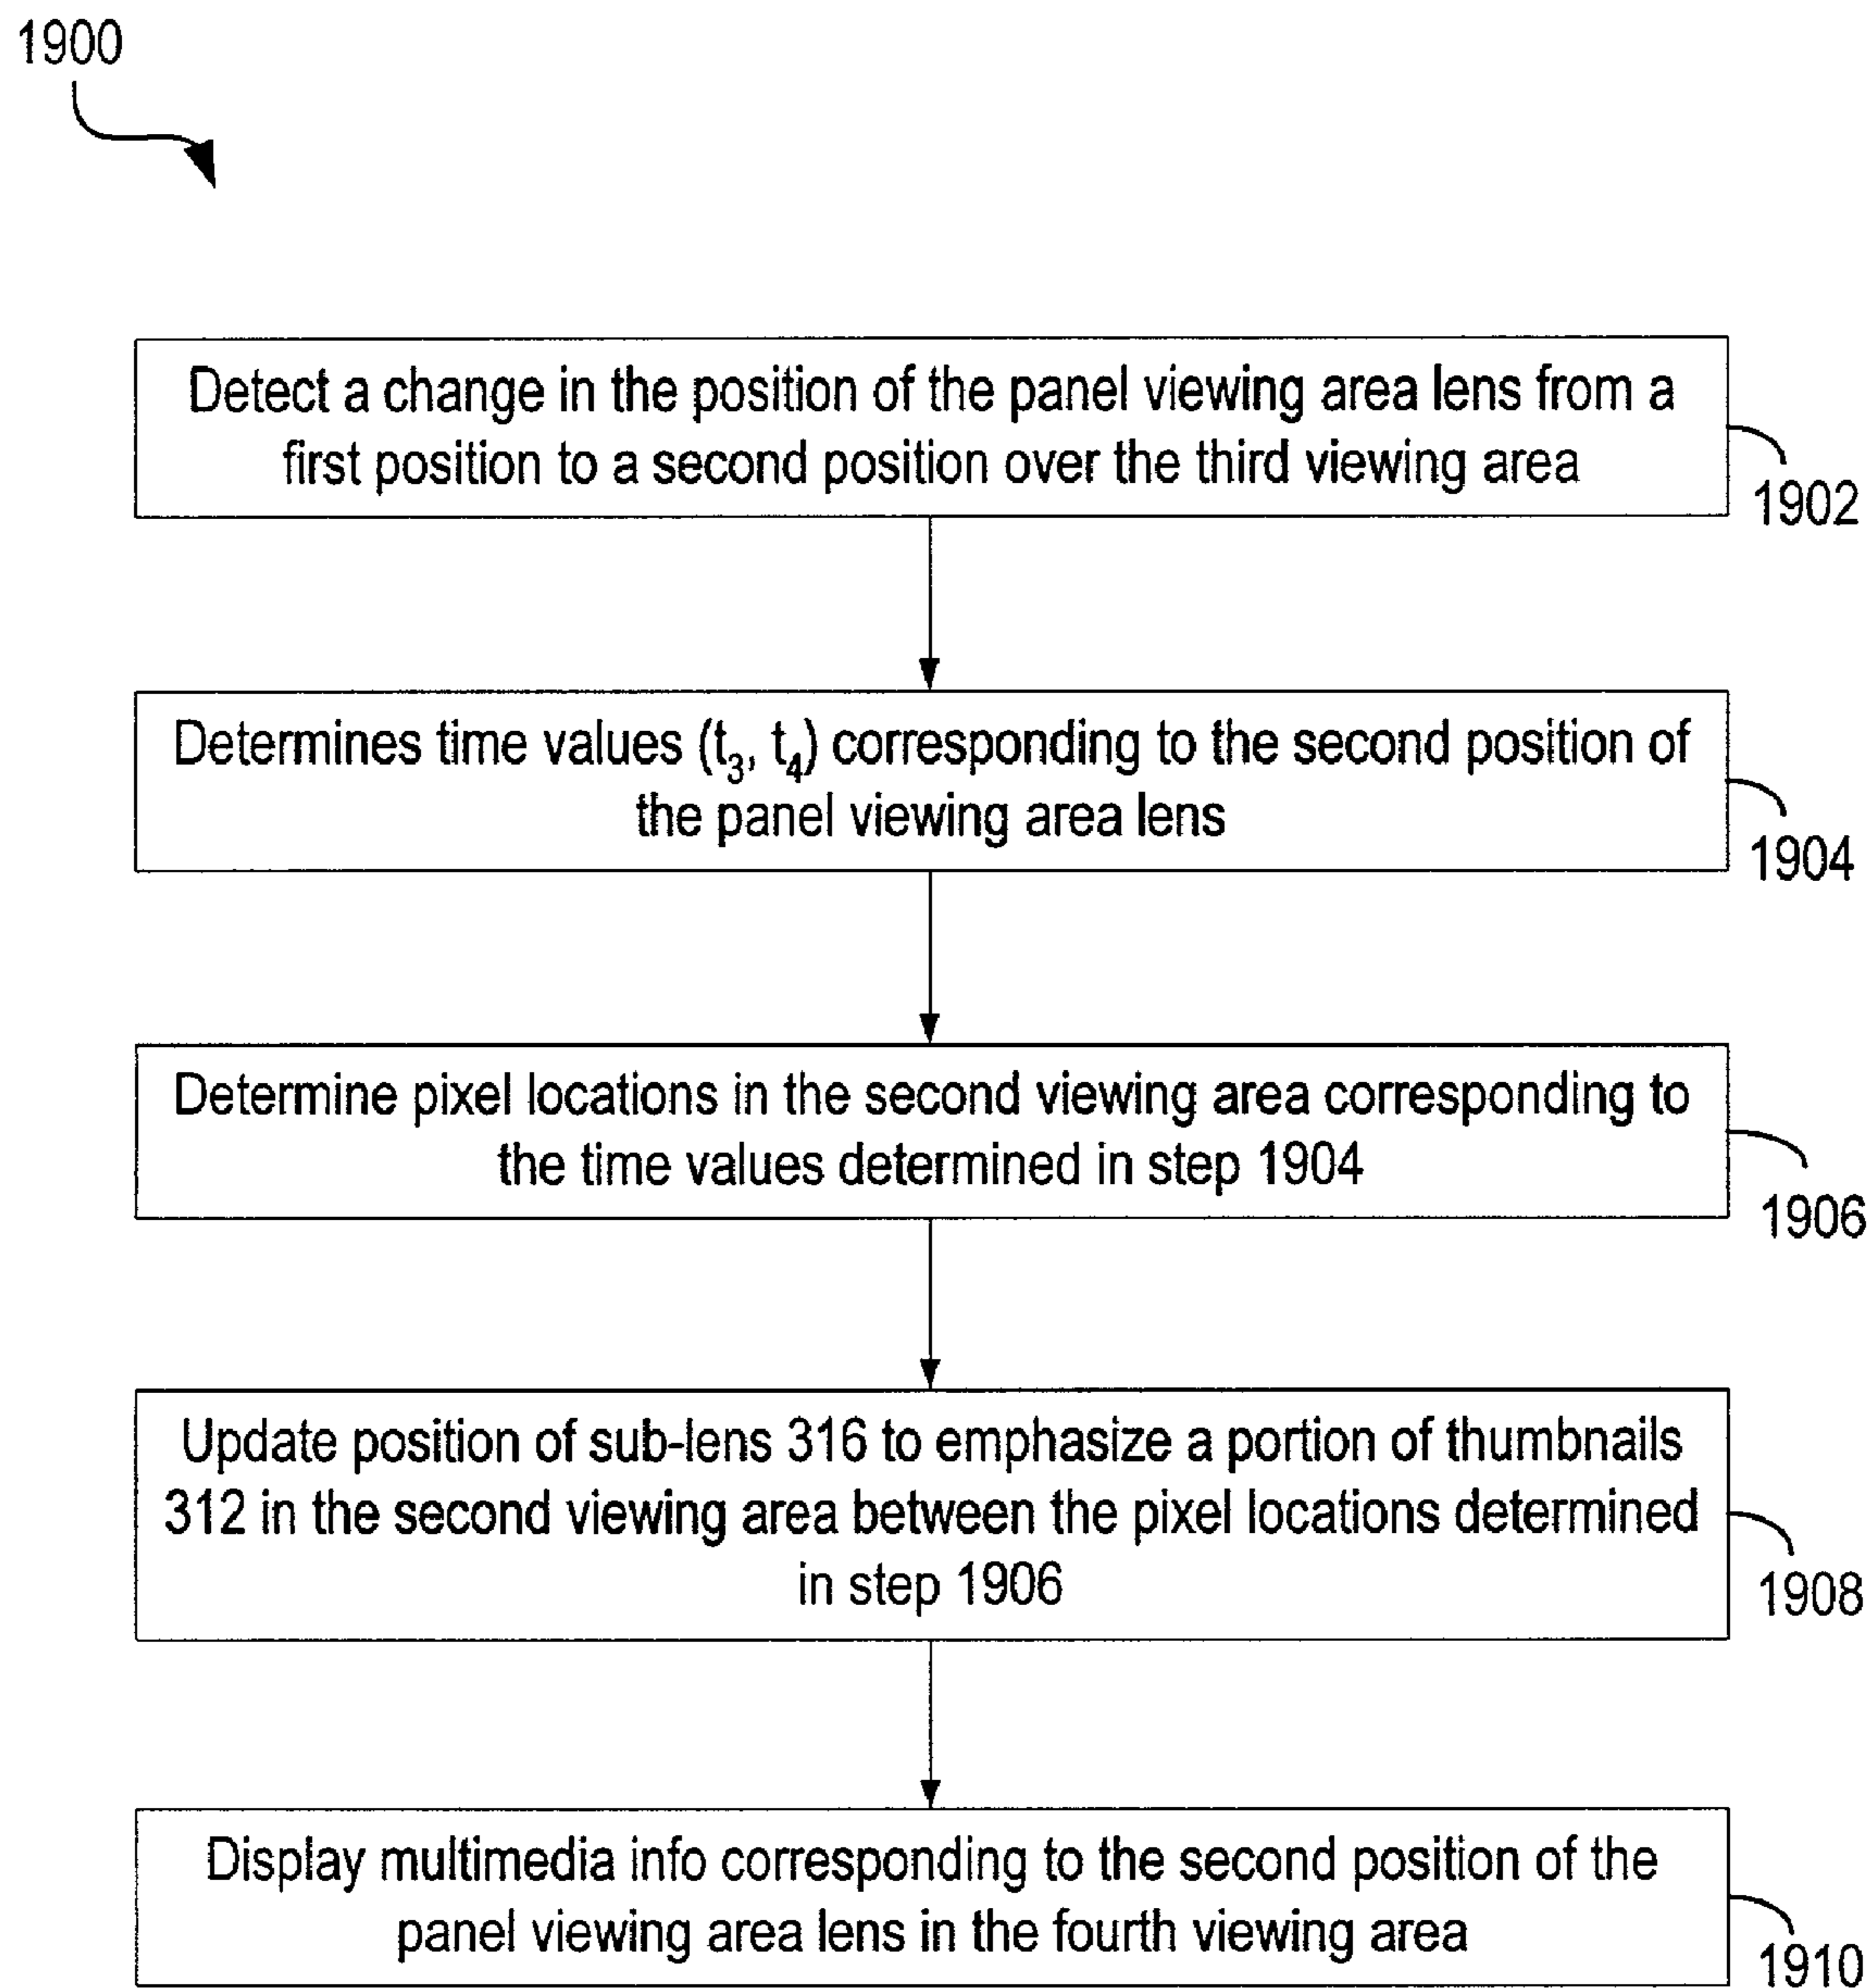 1900
Detect a change in the position of the panel viewing area lens from a
first position to a second position over the third viewing area
1902
Determines time values (t₃, t₄) corresponding to the second position of
the panel viewing area lens
1904
Determine pixel locations in the second viewing area corresponding to
the time values determined in step 1904
1906
Update position of sub-lens 316 to emphasize a portion of thumbnails
312 in the second viewing area between the pixel locations determined
in step 1906
1908
Display multimedia info corresponding to the second position of the
panel viewing area lens in the fourth viewing area
1910